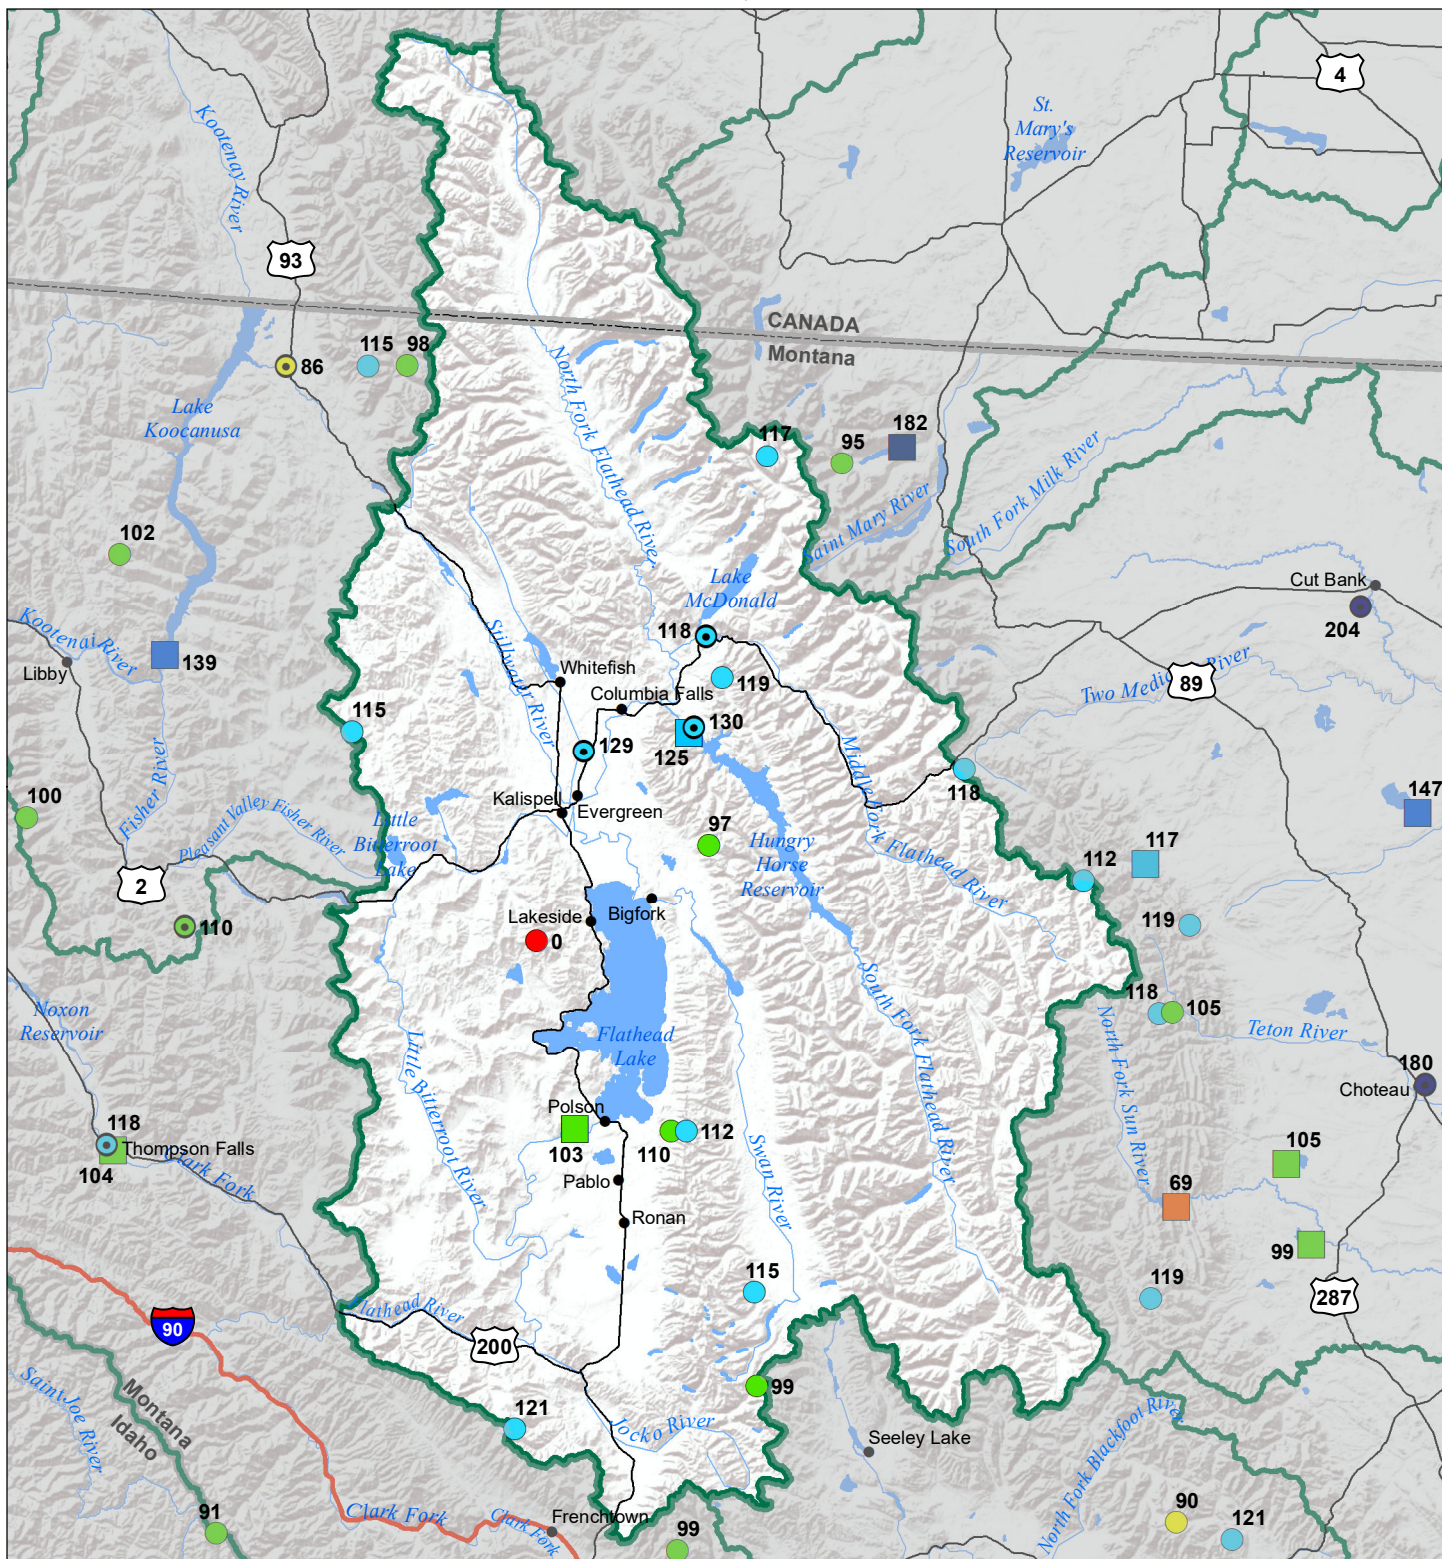 4
St.
Mary's
Reservoir
Kootenay River
93
CANADA
Montana
86
115
98
North Fork Flathead River
Lake
Koocanusa
117
95
182
Saint Mary River
South Fork Milk River
102
Lake
McDonald
Cut Bank
204
Kootenai River
Libby
139
Stillwater River
118
Whitefish
Columbia Falls
119
Two Medicine River
89
115
129
130
125
Middle Fork Flathead River
118
147
100
Fisher River
Pleasant Valley Fisher River
Kalispell
Evergreen
Little
Bitterroot
Lake
97
Hungry
Horse
Reservoir
117
112
2
110
Lakeside
Bigfork
119
0
Noxon
Reservoir
118
105
Flathead
Lake
Little Bitterroot River
South Fork Flathead River
North Fork Sun River
Teton River
180
Choteau
118
Thompson Falls
104
Clark Fork
Polson
103
110
112
Swan River
105
Pablo
69
Ronan
99
115
119
287
90
Flathead River
200
Montana
Idaho
Saint Joe River
99
121
Jocko River
Seeley Lake
North Fork Blackfoot River
91
Clark Fork
Clark Fork
Frenchtown
99
90
121